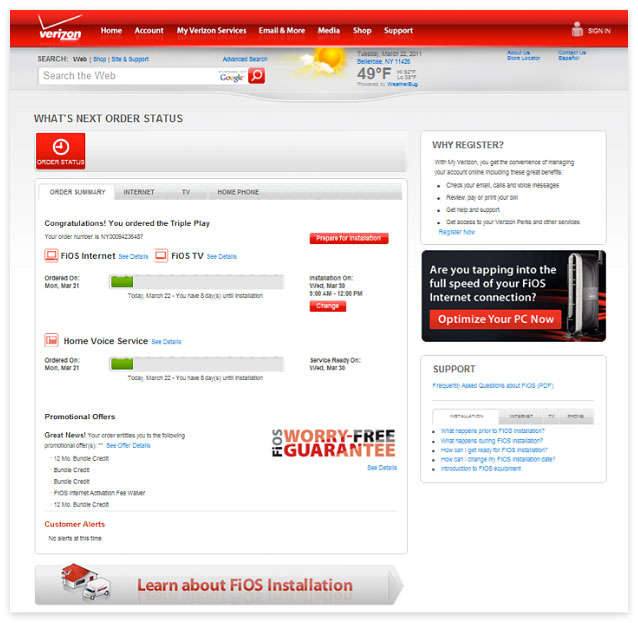 verizon
Home Account My Verizon Services Email & More Media Shop Support SIGN IN
SEARCH: Web | Shop | Site & Support Advanced Search
Search the Web
Google
Tuesday, March 22, 2011
Bellerose, NY 11426
49°F Hi 52°F
Lo 38°F
Powered by WeatherBug
About Us Contact Us
Store Locator Español
WHAT'S NEXT ORDER STATUS
ORDER STATUS
ORDER SUMMARY INTERNET TV HOME PHONE
Congratulations! You ordered the Triple Play
Your order number is NY00094236457
Prepare for Installation
FiOS Internet See Details FiOS TV See Details
Ordered On:
Mon, Mar 21
Today, March 22 - You have 8 day(s) until Installation
Installation On:
Wed, Mar 30
9:00 AM - 12:00 PM
Change
Home Voice Service See Details
Ordered On:
Mon, Mar 21
Today, March 22 - You have 8 day(s) until Installation
Service Ready On:
Wed, Mar 30
Promotional Offers
Great News! Your order entitles you to the following
promotional offer(s): ** See Offer Details
· 12 Mo. Bundle Credit
· Bundle Credit
· Bundle Credit
· FiOS Internet Activation Fee Waiver
· 12 Mo. Bundle Credit
FiOS WORRY-FREE
GUARANTEE
See Details
Customer Alerts
No alerts at this time.
Learn about FiOS Installation
WHY REGISTER?
With My Verizon, you get the convenience of managing
your account online including these great benefits:
• Check your email, calls and voice messages
• Review, pay or print your bill
• Get help and support
• Get access to your Verizon Perks and other services
Register Now
Are you tapping into the
full speed of your FiOS
Internet connection?
Optimize Your PC Now
SUPPORT
Frequently Asked Questions about FiOS (PDF)
INSTALLATION INTERNET TV PHONE
• What happens prior to FiOS installation?
• What happens during FiOS installation?
• How can I get ready for FiOS installation?
• How can I change my FiOS installation date?
• Introduction to FiOS equipment